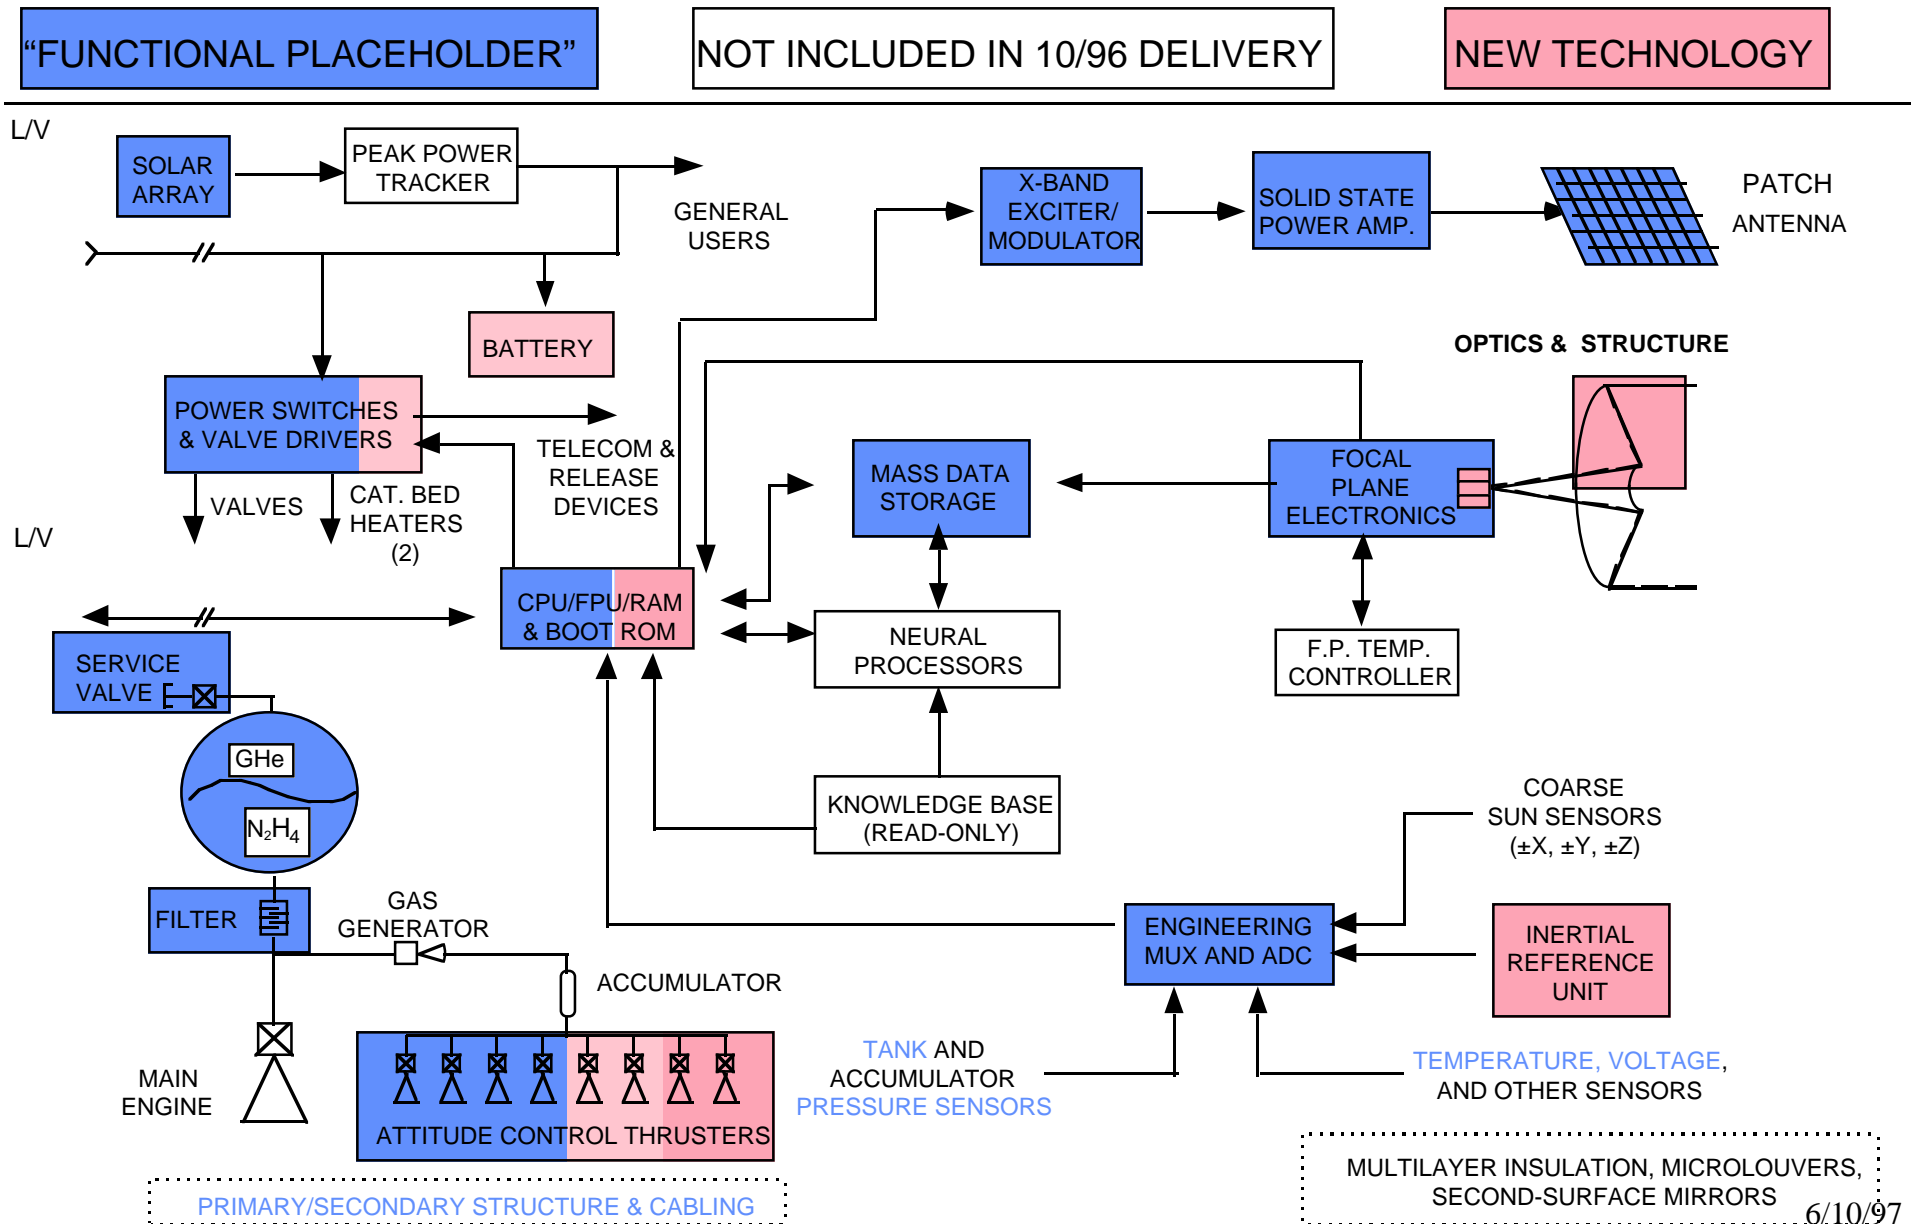 “FUNCTIONAL PLACEHOLDER”
NOT INCLUDED IN 10/96 DELIVERY
NEW TECHNOLOGY
L/V
SOLAR
ARRAY
PEAK POWER
TRACKER
GENERAL
USERS
X-BAND
EXCITER/
MODULATOR
SOLID STATE
POWER AMP.
PATCH
ANTENNA
BATTERY
OPTICS & STRUCTURE
POWER SWITCHES
& VALVE DRIVERS
TELECOM &
RELEASE
DEVICES
VALVES
CAT. BED
HEATERS
(2)
MASS DATA
STORAGE
FOCAL
PLANE
ELECTRONICS
L/V
CPU/FPU/RAM
& BOOT ROM
NEURAL
PROCESSORS
F.P. TEMP.
CONTROLLER
SERVICE
VALVE
GHe
N₂H₄
KNOWLEDGE BASE
(READ-ONLY)
COARSE
SUN SENSORS
(±X, ±Y, ±Z)
FILTER
GAS
GENERATOR
ENGINEERING
MUX AND ADC
INERTIAL
REFERENCE
UNIT
ACCUMULATOR
MAIN
ENGINE
ATTITUDE CONTROL THRUSTERS
TANK AND
ACCUMULATOR
PRESSURE SENSORS
TEMPERATURE, VOLTAGE,
AND OTHER SENSORS
PRIMARY/SECONDARY STRUCTURE & CABLING
MULTILAYER INSULATION, MICROLOUVERS,
SECOND-SURFACE MIRRORS
6/10/97